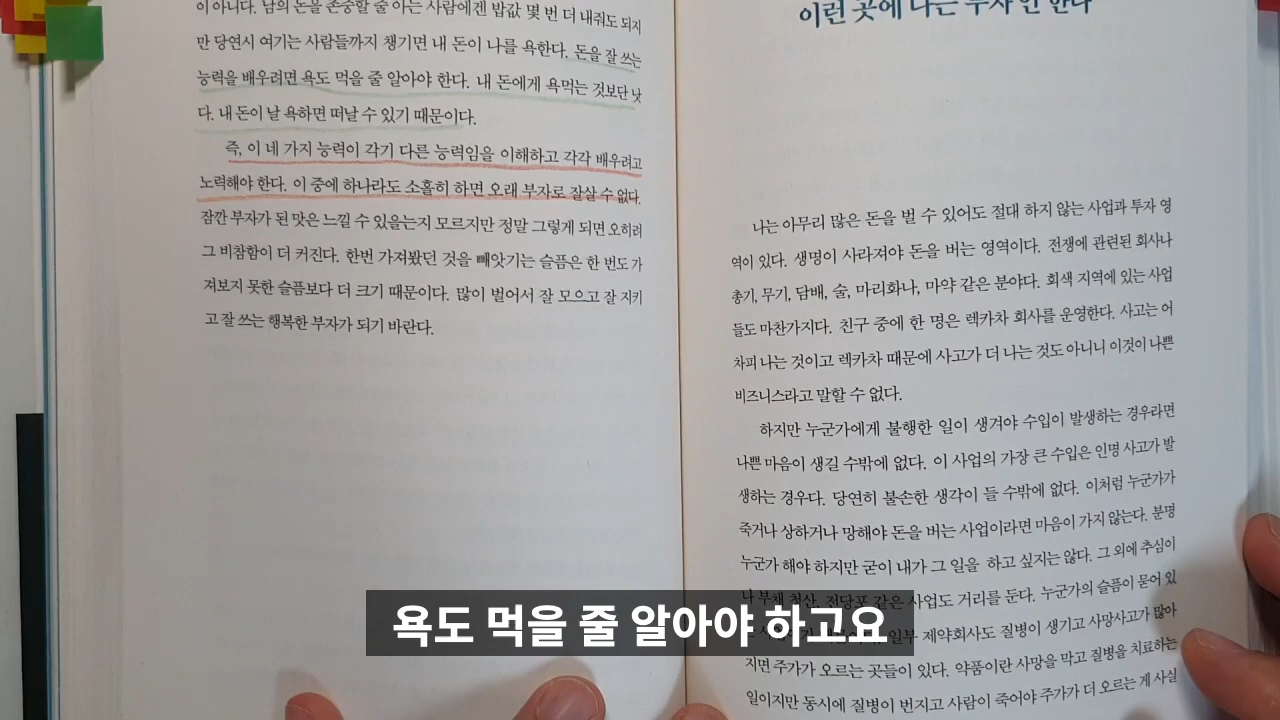 이 아니다. 남의 돈을 존중할 줄 아는 사람에겐 밥값 몇 번 더 내줘도 되지
만 당연시 여기는 사람들까지 챙기면 내 돈이 나를 욕한다. 돈을 잘 쓰는
능력을 배우려면 욕도 먹을 줄 알아야 한다. 내 돈에게 욕먹는 것보단 낫
다. 내 돈이 날 욕하면 떠날 수 있기 때문이다.
즉, 이 네 가지 능력이 각기 다른 능력임을 이해하고 각각 배우려고
노력해야 한다. 이 중에 하나라도 소홀히 하면 오래 부자로 잘살 수 없다.
잠깐 부자가 된 맛은 느낄 수 있을는지 모르지만 정말 그렇게 되면 오히려
그 비참함이 더 커진다. 한번 가져봤던 것을 빼앗기는 슬픔은 한 번도 가
져보지 못한 슬픔보다 더 크기 때문이다. 많이 벌어서 잘 모으고 잘 지키
고 잘 쓰는 행복한 부자가 되기 바란다.
이런 곳에 나는 투자 안 한다
나는 아무리 많은 돈을 벌 수 있어도 절대 하지 않는 사업과 투자 영
역이 있다. 생명이 사라져야 돈을 버는 영역이다. 전쟁에 관련된 회사나
총기, 무기, 담배, 술, 마리화나, 마약 같은 분야다. 회색 지역에 있는 사업
들도 마찬가지다. 친구 중에 한 명은 렉카차 회사를 운영한다. 사고는 어
차피 나는 것이고 렉카차 때문에 사고가 더 나는 것도 아니니 이것이 나쁜
비즈니스라고 말할 수 없다.
하지만 누군가에게 불행한 일이 생겨야 수입이 발생하는 경우라면
나쁜 마음이 생길 수밖에 없다. 이 사업의 가장 큰 수입은 인명 사고가 발
생하는 경우다. 당연히 불손한 생각이 들 수밖에 없다. 이처럼 누군가가
죽거나 상하거나 망해야 돈을 버는 사업이라면 마음이 가지 않는다. 분명
누군가 해야 하지만 굳이 내가 그 일을 하고 싶지는 않다. 그 외에 추심이
나 부채 청산, 전당포 같은 사업도 거리를 둔다. 누군가의 슬픔이 묻어 있
일부 제약회사도 질병이 생기고 사망사고가 많아
지면 주가가 오르는 곳들이 있다. 약품이란 사망을 막고 질병을 치료하는
일이지만 동시에 질병이 번지고 사람이 죽어야 주가가 더 오르는 게 사실
욕도 먹을 줄 알아야 하고요